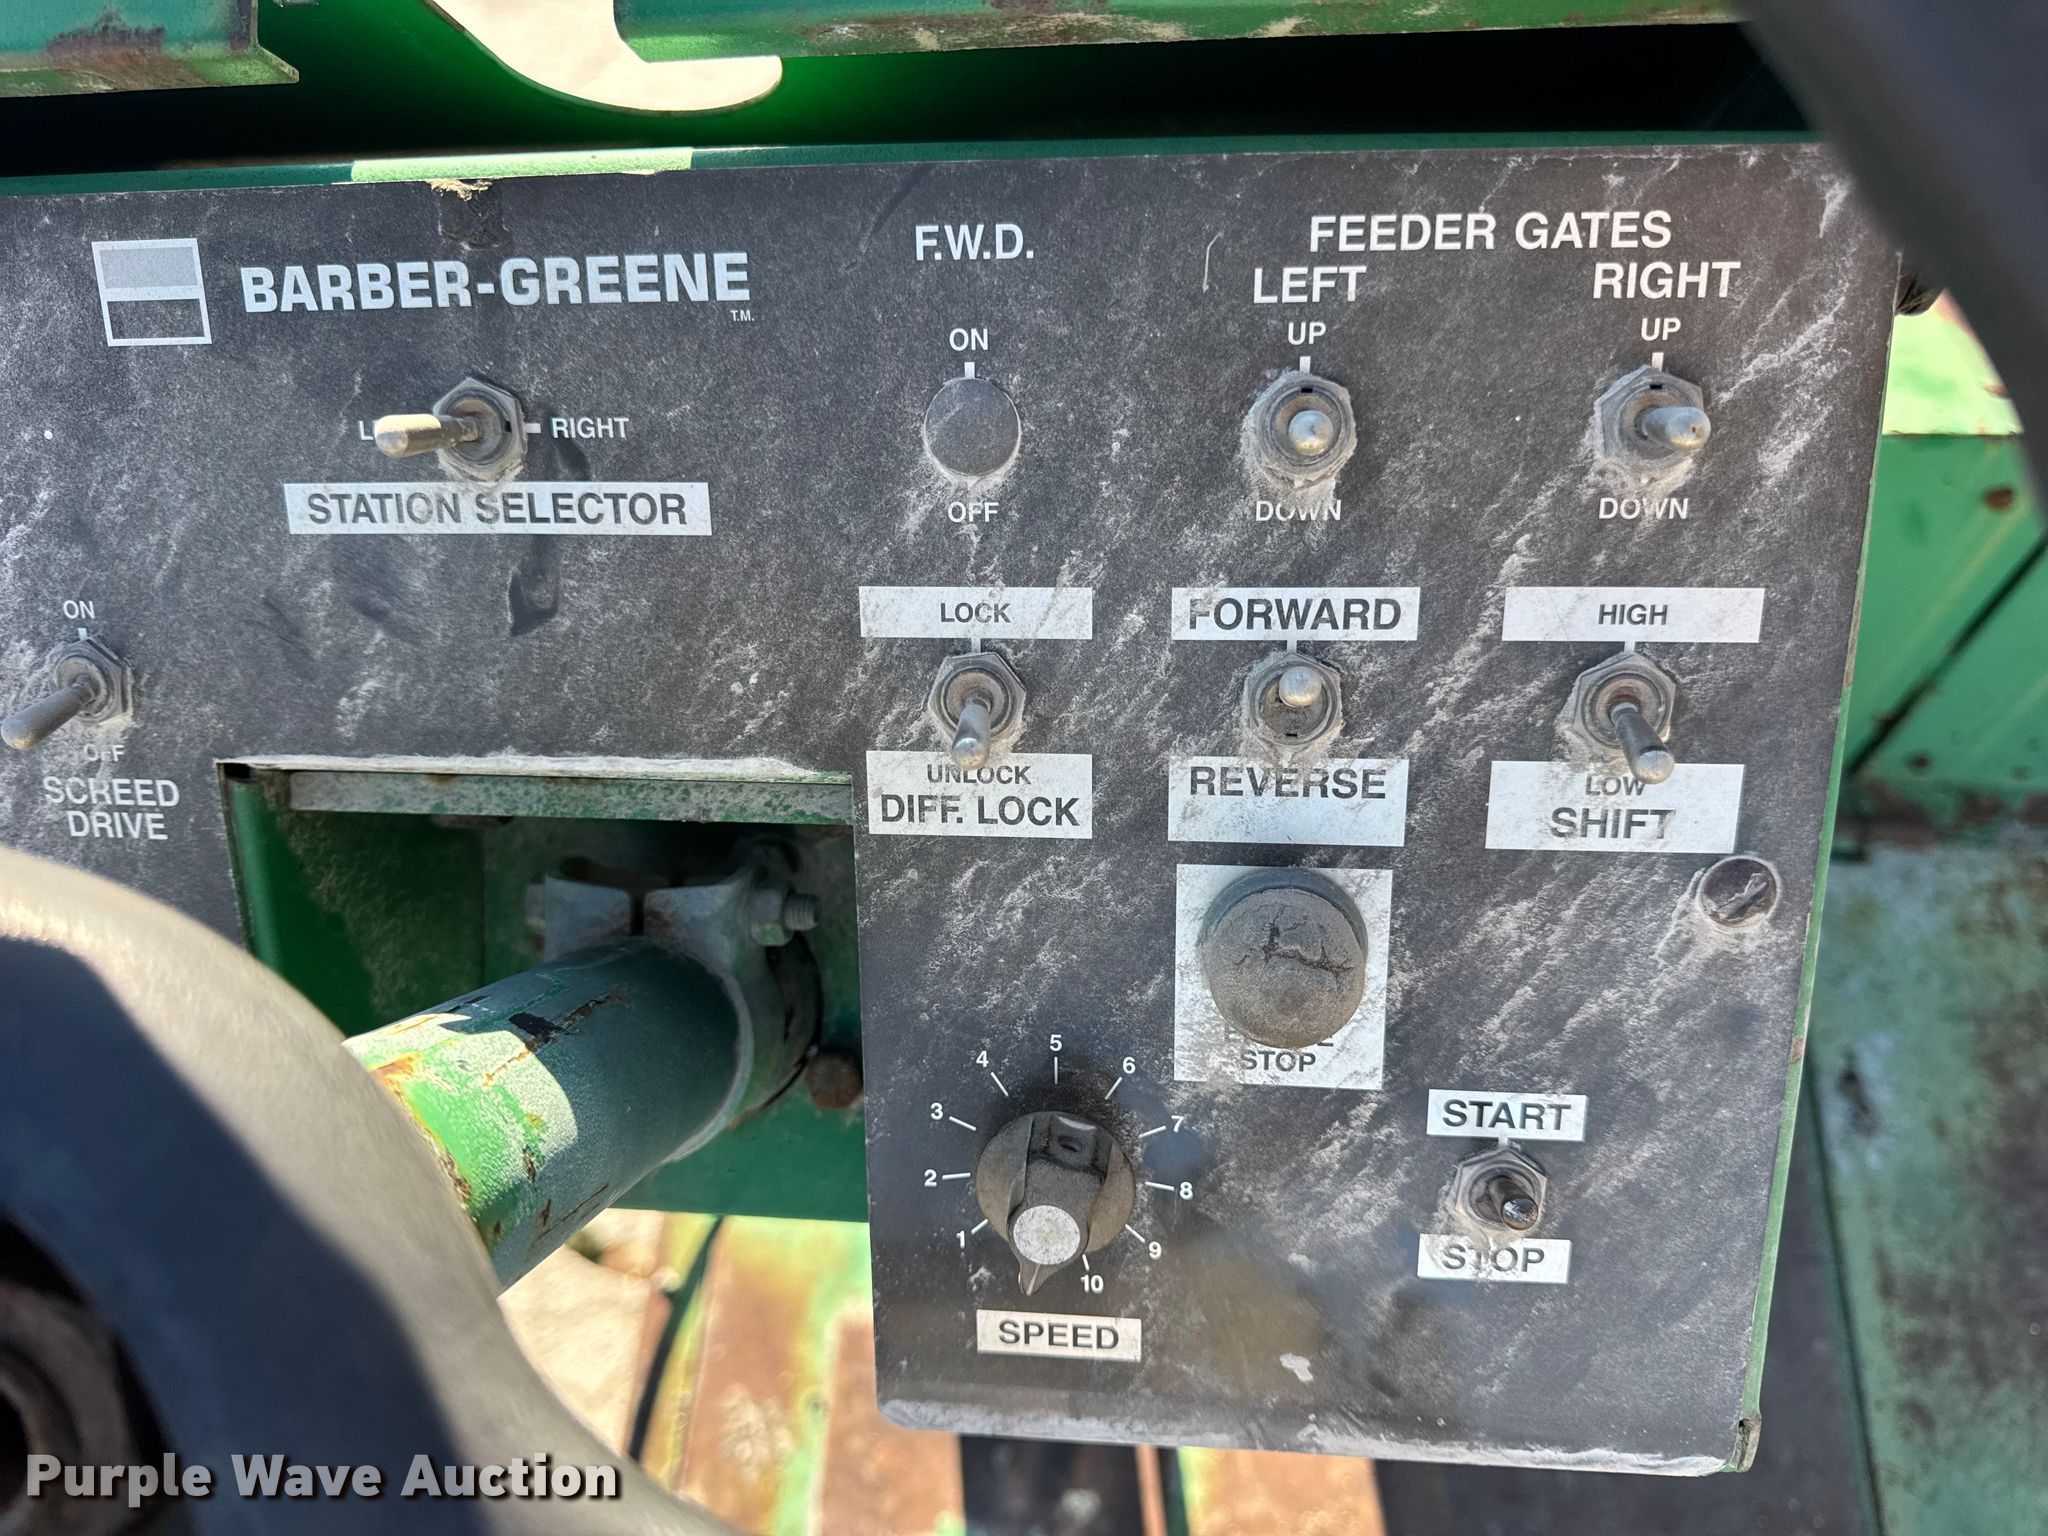 BARBER-GREENE
T.M.
RIGHT
STATION SELECTOR
F.W.D.
ON
OFF
FEEDER GATES
LEFT
UP
DOWN
RIGHT
UP
DOWN
ON
OFF
SCREED
DRIVE
LOCK
UNLOCK
DIFF. LOCK
FORWARD
REVERSE
HIGH
LOW
SHIFT
STOP
1
2
3
4
5
6
7
8
9
10
SPEED
START
STOP
Purple Wave Auction